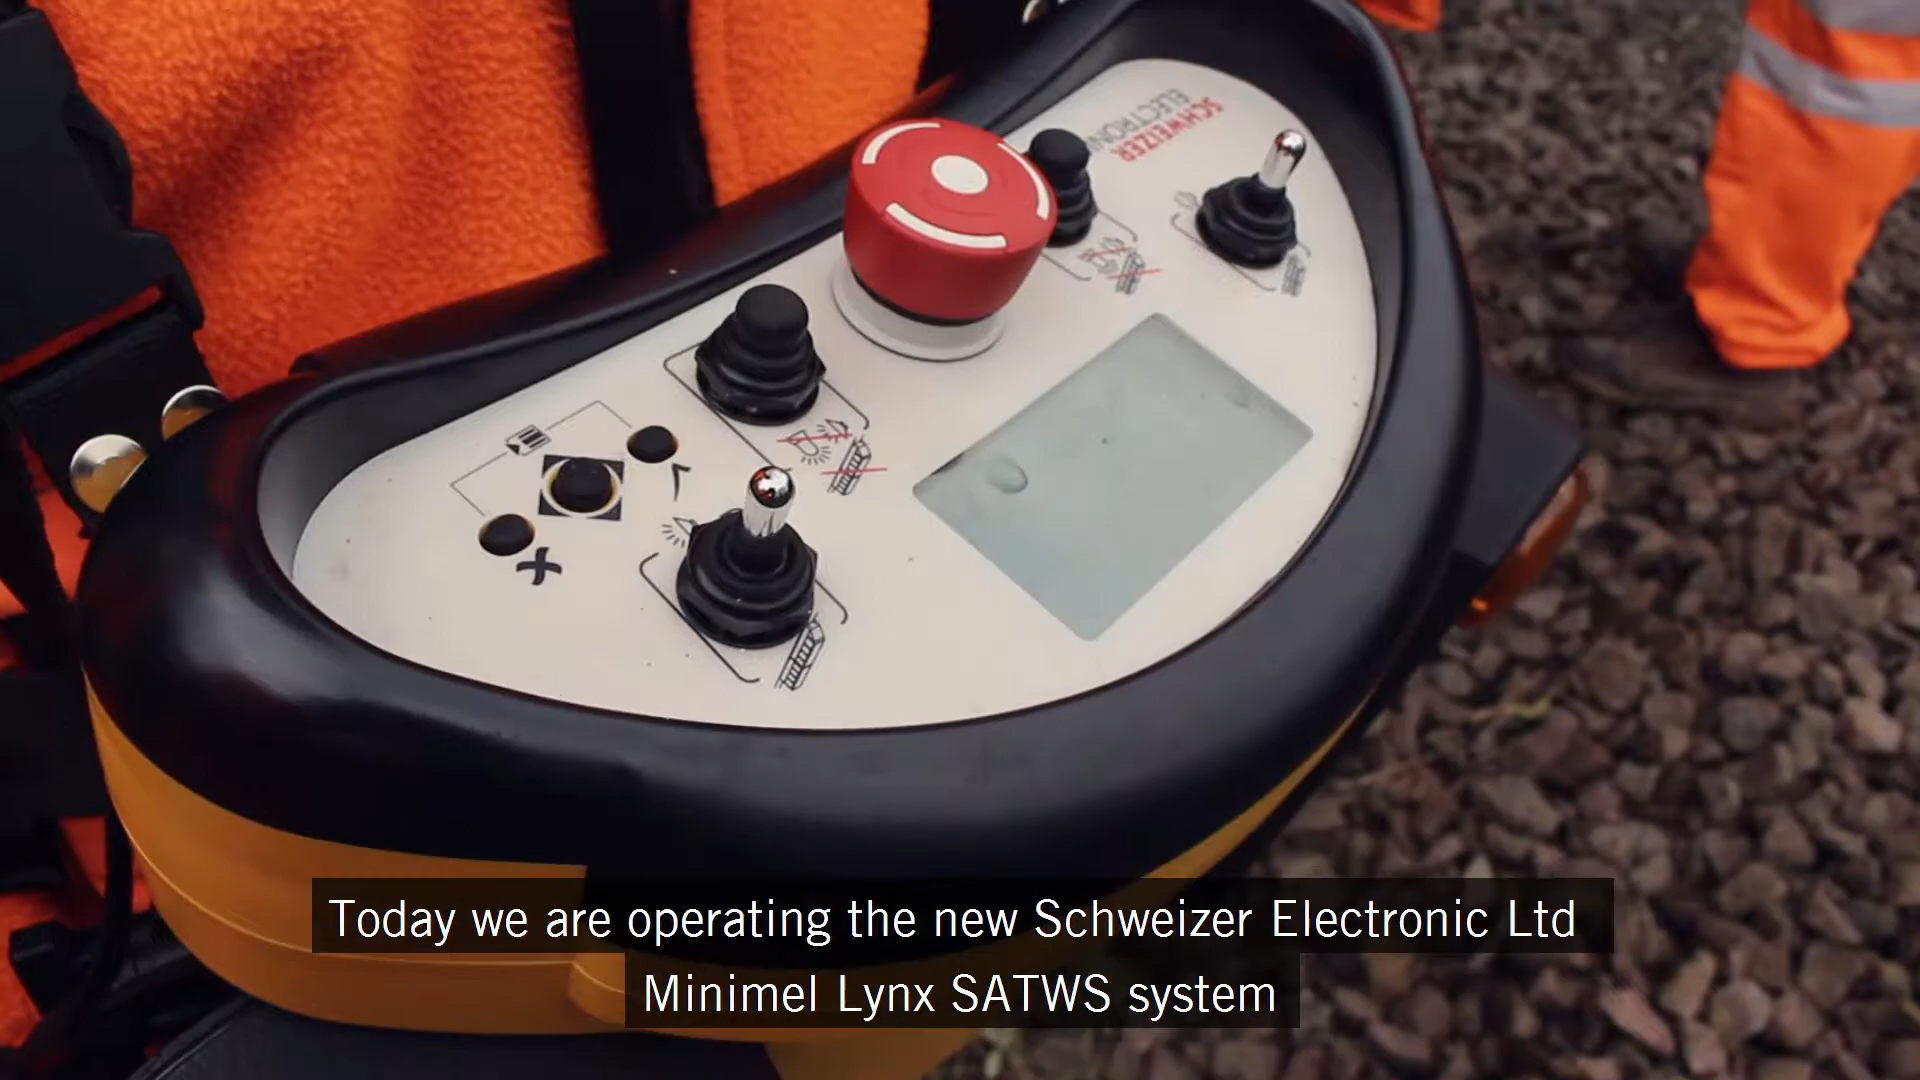 SCHWEIZER
ELECTRONIC
Today we are operating the new Schweizer Electronic Ltd
Minimel Lynx SATWS system